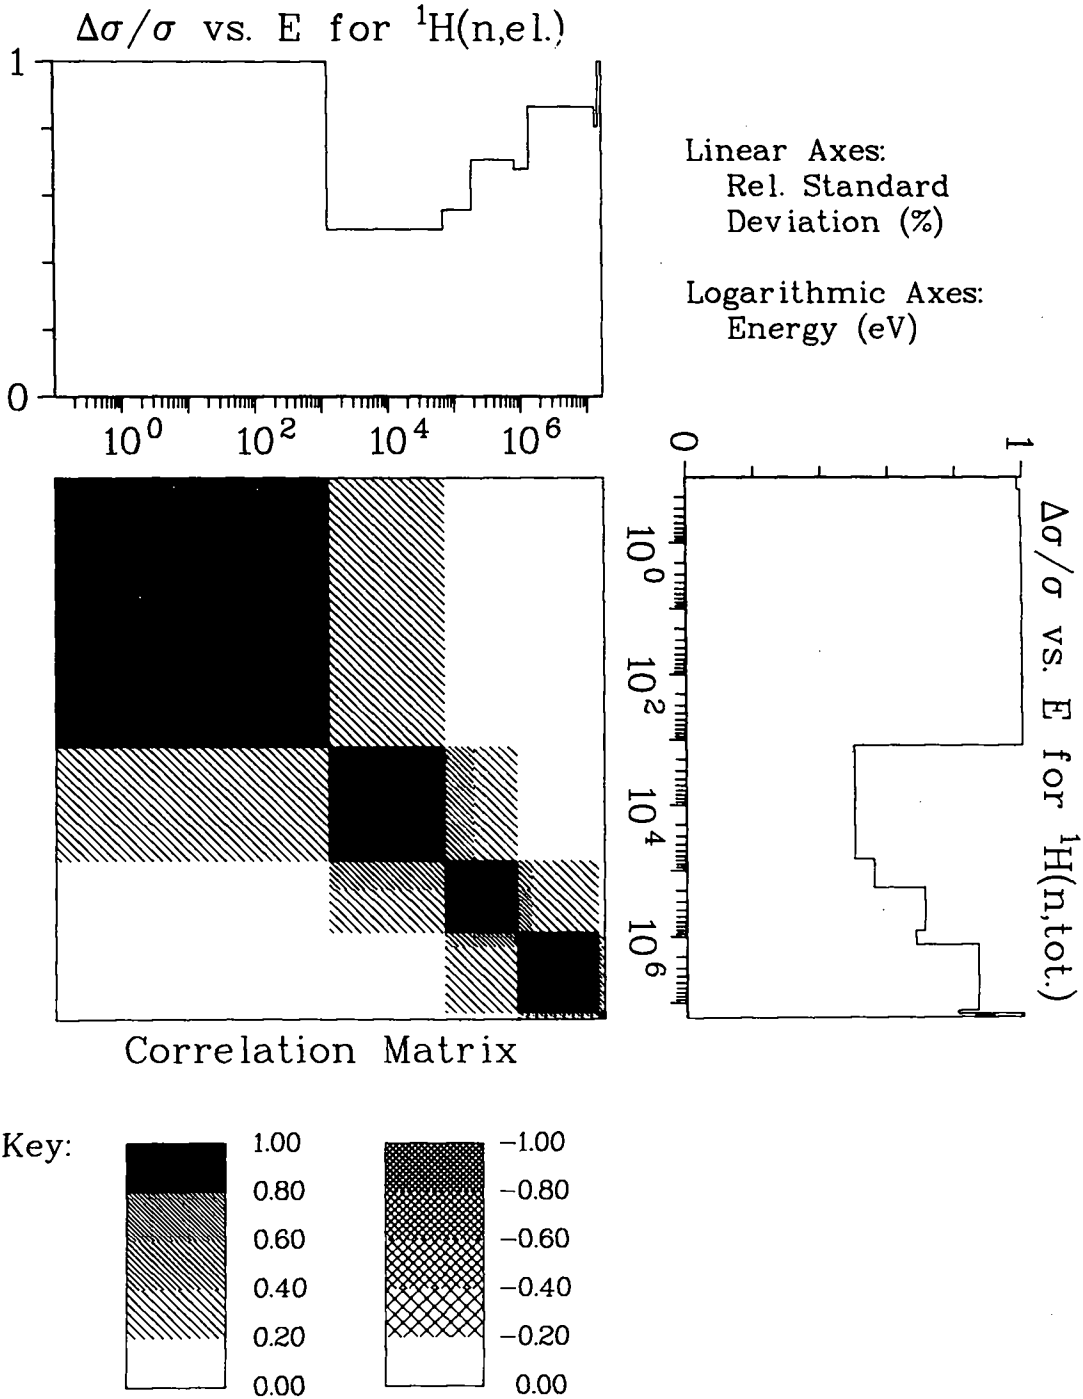 Δσ/σ vs. E for ¹H(n,el.)
1
0
10⁰ 10² 10⁴ 10⁶
Linear Axes:
Rel. Standard
Deviation (%)
Logarithmic Axes:
Energy (eV)
0 1
10⁰
10²
10⁴
10⁶
Δσ/σ vs. E for ¹H(n,tot.)
Correlation Matrix
Key:
1.00
0.80
0.60
0.40
0.20
0.00
-1.00
-0.80
-0.60
-0.40
-0.20
0.00